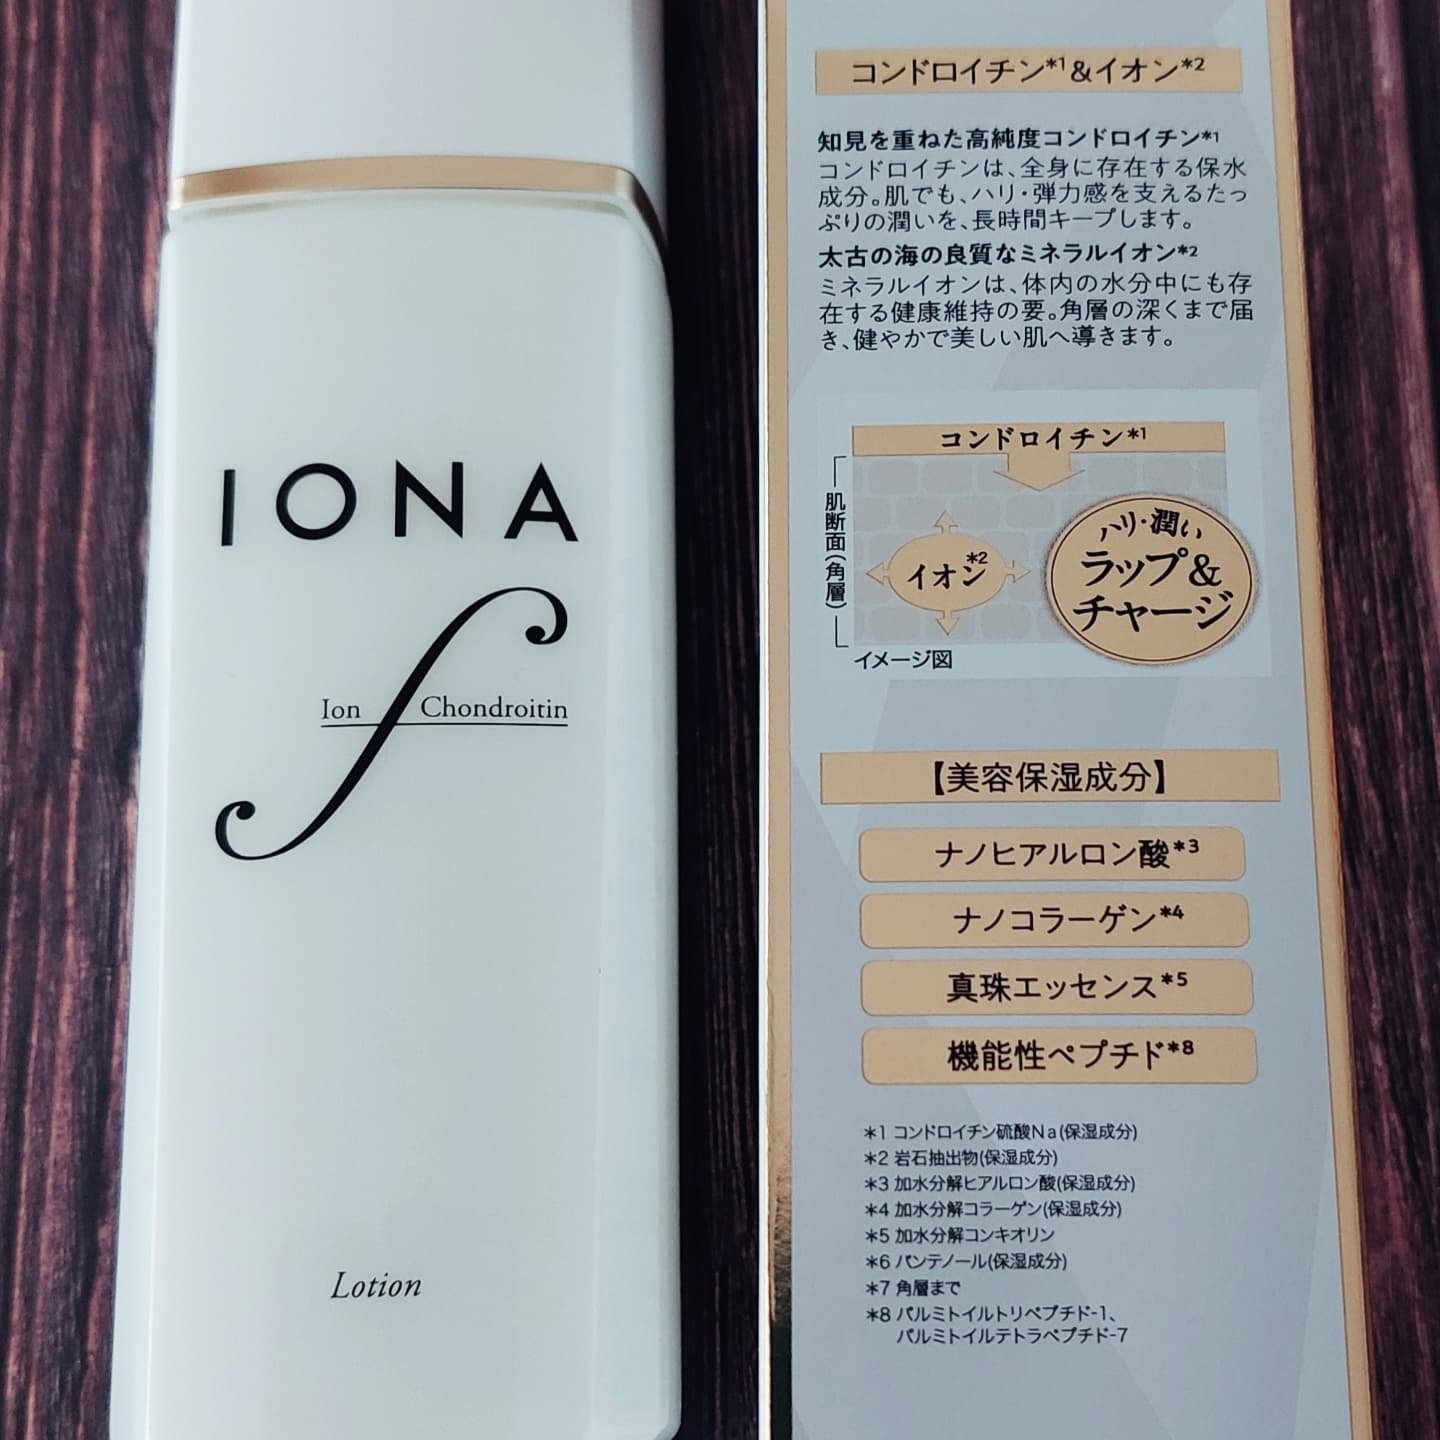 IONA
Ion Chondroitin
Lotion
コンドロイチン*1&イオン*2
知見を重ねた高純度コンドロイチン*1
コンドロイチンは、全身に存在する保水
成分。肌でも、ハリ・弾力感を支えるたっ
ぷりの潤いを、長時間キープします。
太古の海の良質なミネラルイオン*2
ミネラルイオンは、体内の水分中にも存
在する健康維持の要。角層の深くまで届
き、健やかで美しい肌へ導きます。
コンドロイチン*1
肌断面(角層)
イオン*2
ハリ・潤い
ラップ&
チャージ
イメージ図
【美容保湿成分】
ナノヒアルロン酸*3
ナノコラーゲン*4
真珠エッセンス*5
機能性ペプチド*8
*1 コンドロイチン硫酸Na(保湿成分)
*2 岩石抽出物(保湿成分)
*3 加水分解ヒアルロン酸(保湿成分)
*4 加水分解コラーゲン(保湿成分)
*5 加水分解コンキオリン
*6 パンテノール(保湿成分)
*7 角層まで
*8 パルミトイルトリペプチド-1、
パルミトイルテトラペプチド-7